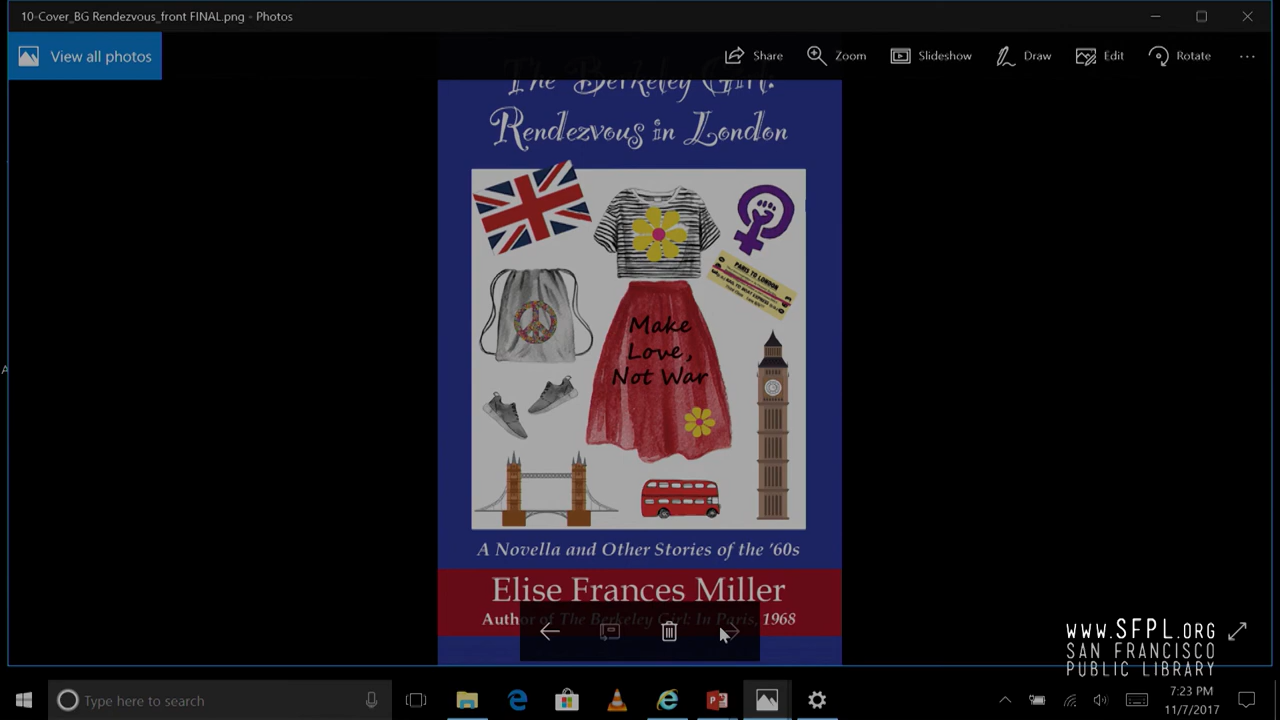 10-Cover_BG Rendezvous_front FINAL.png - Photos
View all photos
Share
Zoom
Slideshow
Draw
Edit
Rotate
The Berkeley Girl:
Rendezvous in London
PARIS TO LONDON
Make
Love,
Not War
A Novella and Other Stories of the '60s
Elise Frances Miller
Author of The Berkeley Girl: In Paris, 1968
WWW.SFPL.ORG
SAN FRANCISCO
PUBLIC LIBRARY
Type here to search
7:23 PM
11/7/2017